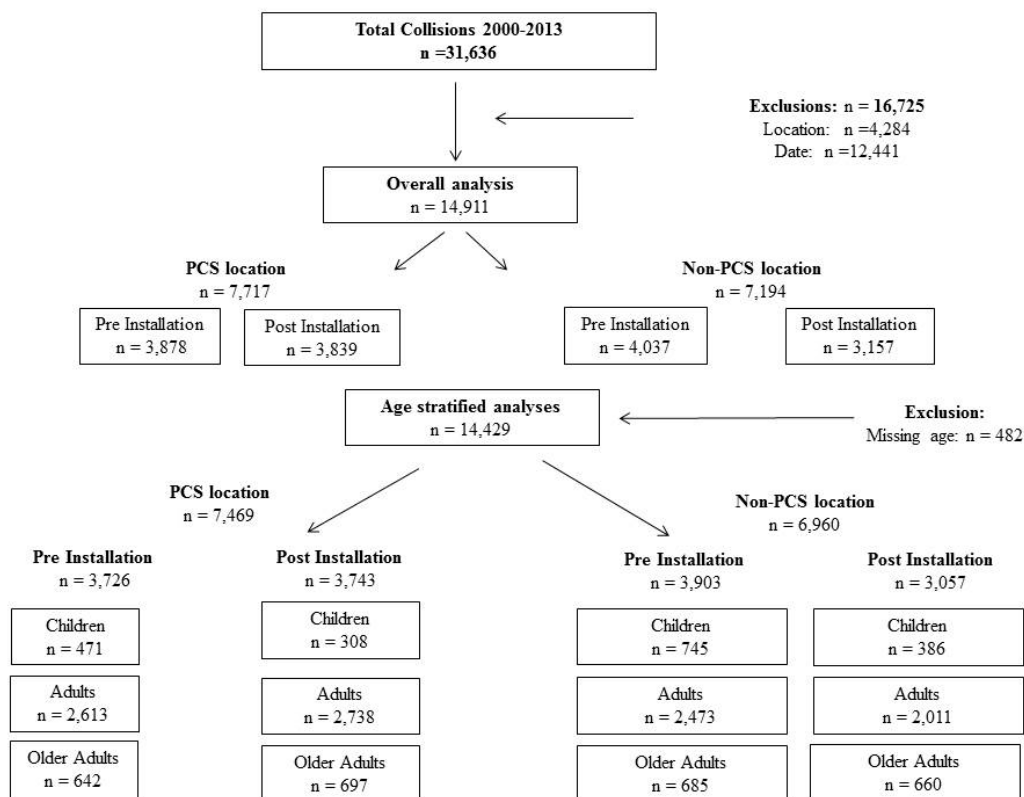 Total Collisions 2000-2013
n =31,636
Exclusions: n = 16,725
Location: n =4,284
Date: n =12,441
Overall analysis
n = 14,911
PCS location
n = 7,717
Non-PCS location
n = 7,194
Pre Installation
n = 3,878
Post Installation
n = 3,839
Pre Installation
n = 4,037
Post Installation
n = 3,157
Age stratified analyses
n = 14,429
Exclusion:
Missing age: n = 482
PCS location
n = 7,469
Non-PCS location
n = 6,960
Pre Installation
n = 3,726
Post Installation
n = 3,743
Pre Installation
n = 3,903
Post Installation
n = 3,057
Children
n = 471
Children
n = 308
Children
n = 745
Children
n = 386
Adults
n = 2,613
Adults
n = 2,738
Adults
n = 2,473
Adults
n = 2,011
Older Adults
n = 642
Older Adults
n = 697
Older Adults
n = 685
Older Adults
n = 660